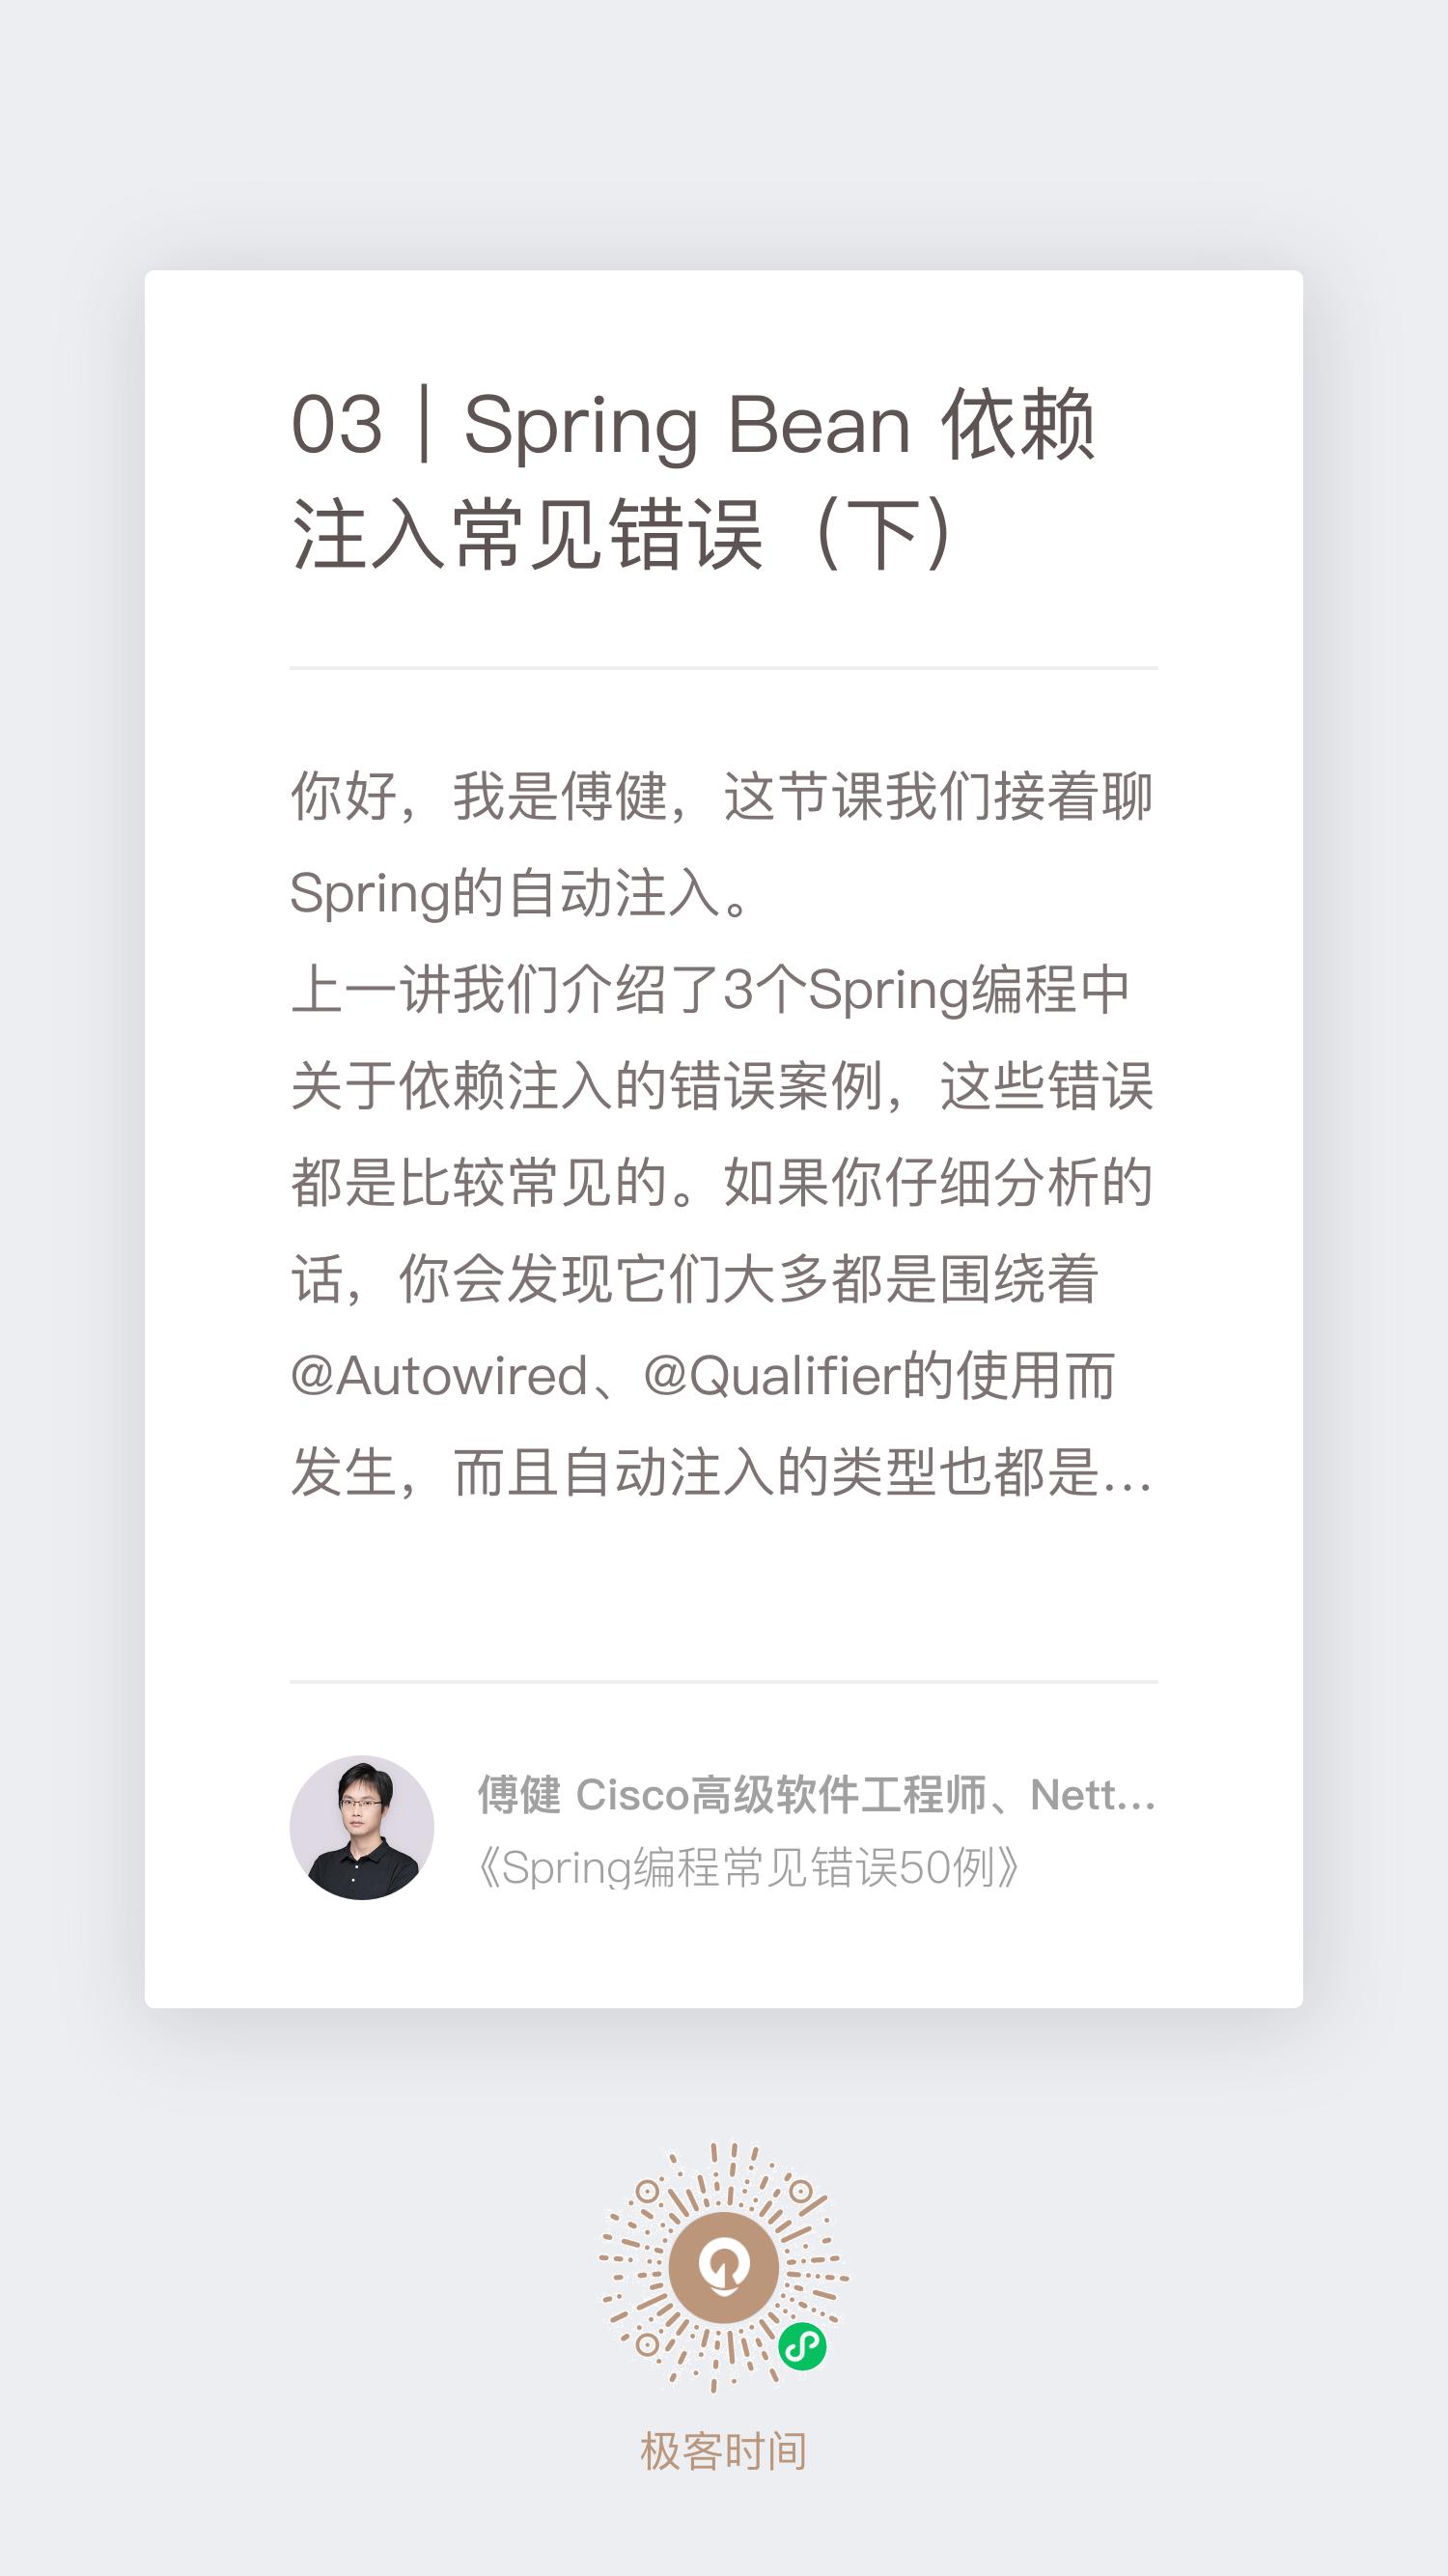 03｜Spring Bean 依赖
注入常见错误（下）
你好，我是傅健，这节课我们接着聊
Spring的自动注入。
上一讲我们介绍了3个Spring编程中
关于依赖注入的错误案例，这些错误
都是比较常见的。如果你仔细分析的
话，你会发现它们大多都是围绕着
@Autowired、@Qualifier的使用而
发生，而且自动注入的类型也都是...
傅健 Cisco高级软件工程师、Nett...
《Spring编程常见错误50例》
极客时间